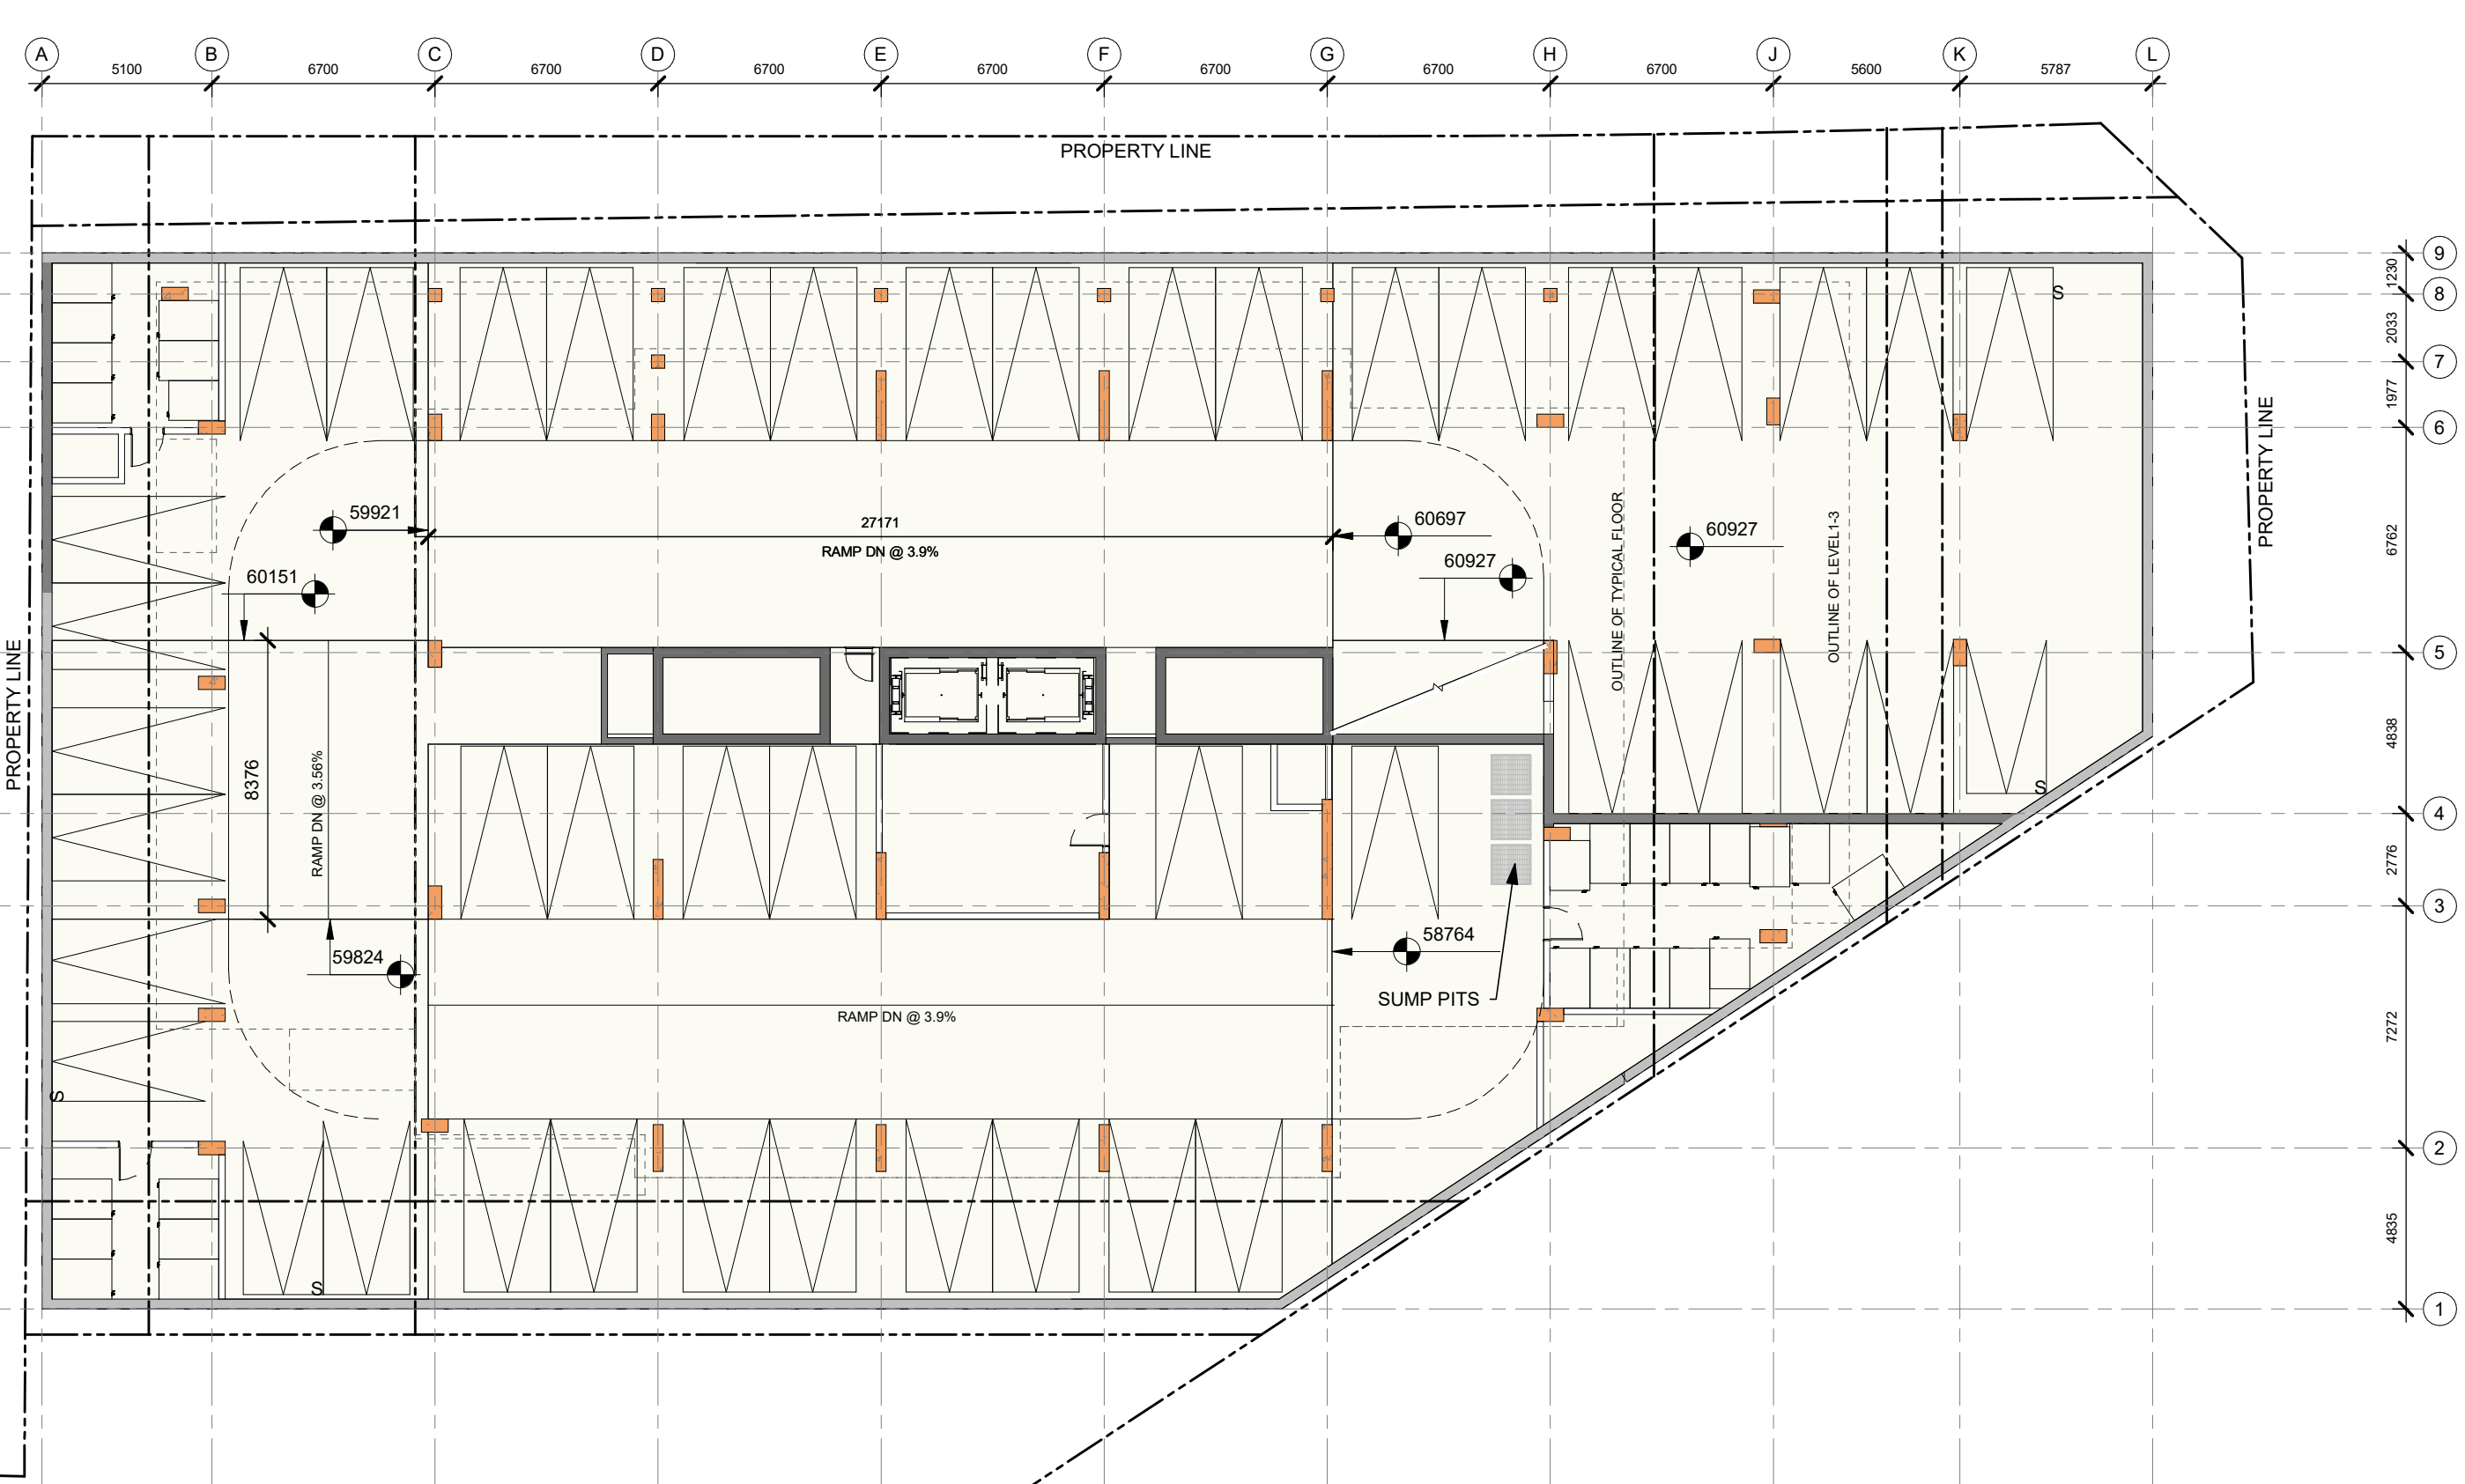 A B C D E F G H J K L
5100 6700 6700 6700 6700 6700 6700 6700 5600 5787
PROPERTY LINE
9
1230
8
S
2033
7
1977
6
PROPERTY LINE
OUTLINE OF TYPICAL FLOOR
OUTLINE OF LEVEL1-3
59921
27171
60697
60927
RAMP DN @ 3.9%
60927
6762
60151
PROPERTY LINE
5
4838
8376
RAMP DN @ 3.56%
S
4
2776
3
59824
58764
SUMP PITS
RAMP DN @ 3.9%
7272
S
2
4835
S
1